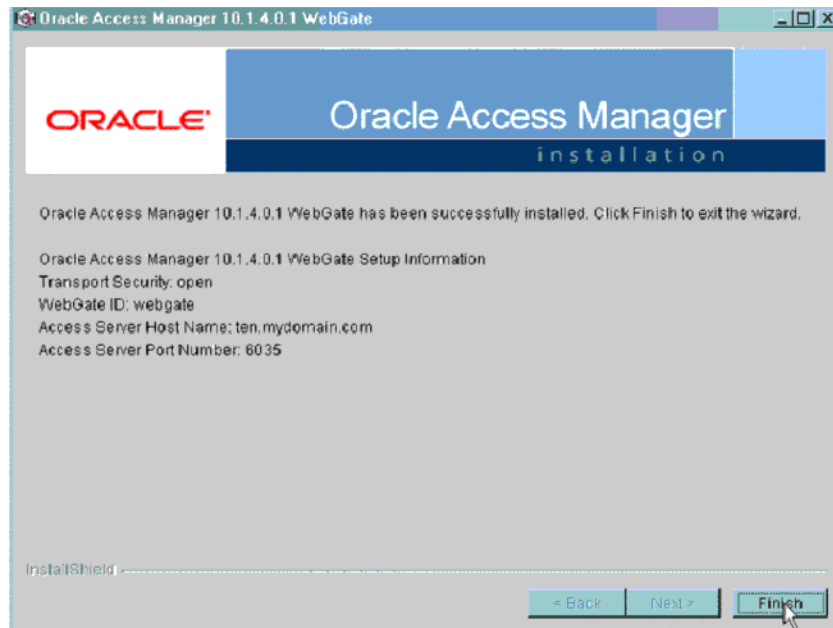 Oracle Access Manager 10.1.4.0.1 WebGate
ORACLE
Oracle Access Manager
installation
Oracle Access Manager 10.1.4.0.1 WebGate has been successfully installed. Click Finish to exit the wizard.
Oracle Access Manager 10.1.4.0.1 WebGate Setup Information
Transport Security: open
WebGate ID: webgate
Access Server Host Name: ten.mydomain.com
Access Server Port Number: 6035
InstallShield
< Back
Next >
Finish